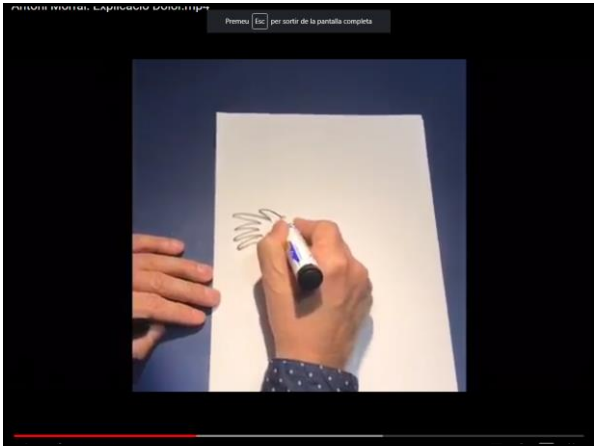 Antoni Morral. Explicació Dolor.mp4
Premeu Esc per sortir de la pantalla completa